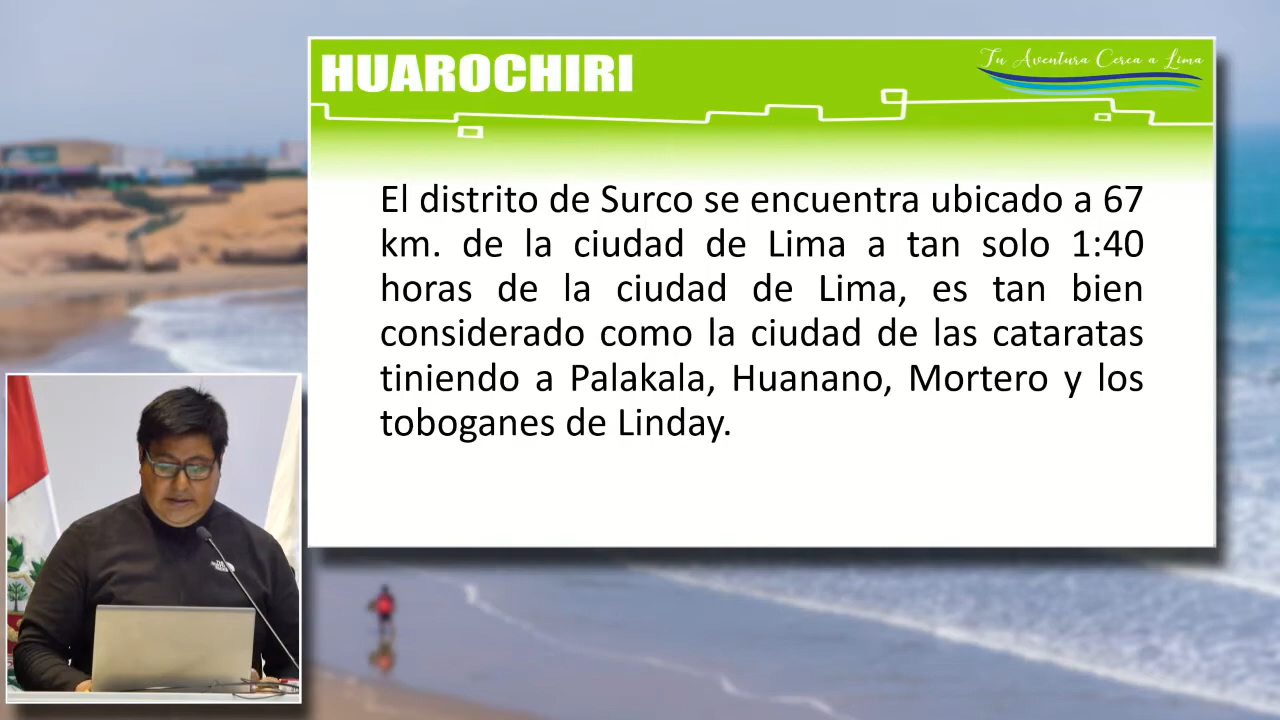 HUAROCHIRI
Tu Aventura Cerca a Lima
El distrito de Surco se encuentra ubicado a 67
km. de la ciudad de Lima a tan solo 1:40
horas de la ciudad de Lima, es tan bien
considerado como la ciudad de las cataratas
tiniendo a Palakala, Huanano, Mortero y los
toboganes de Linday.